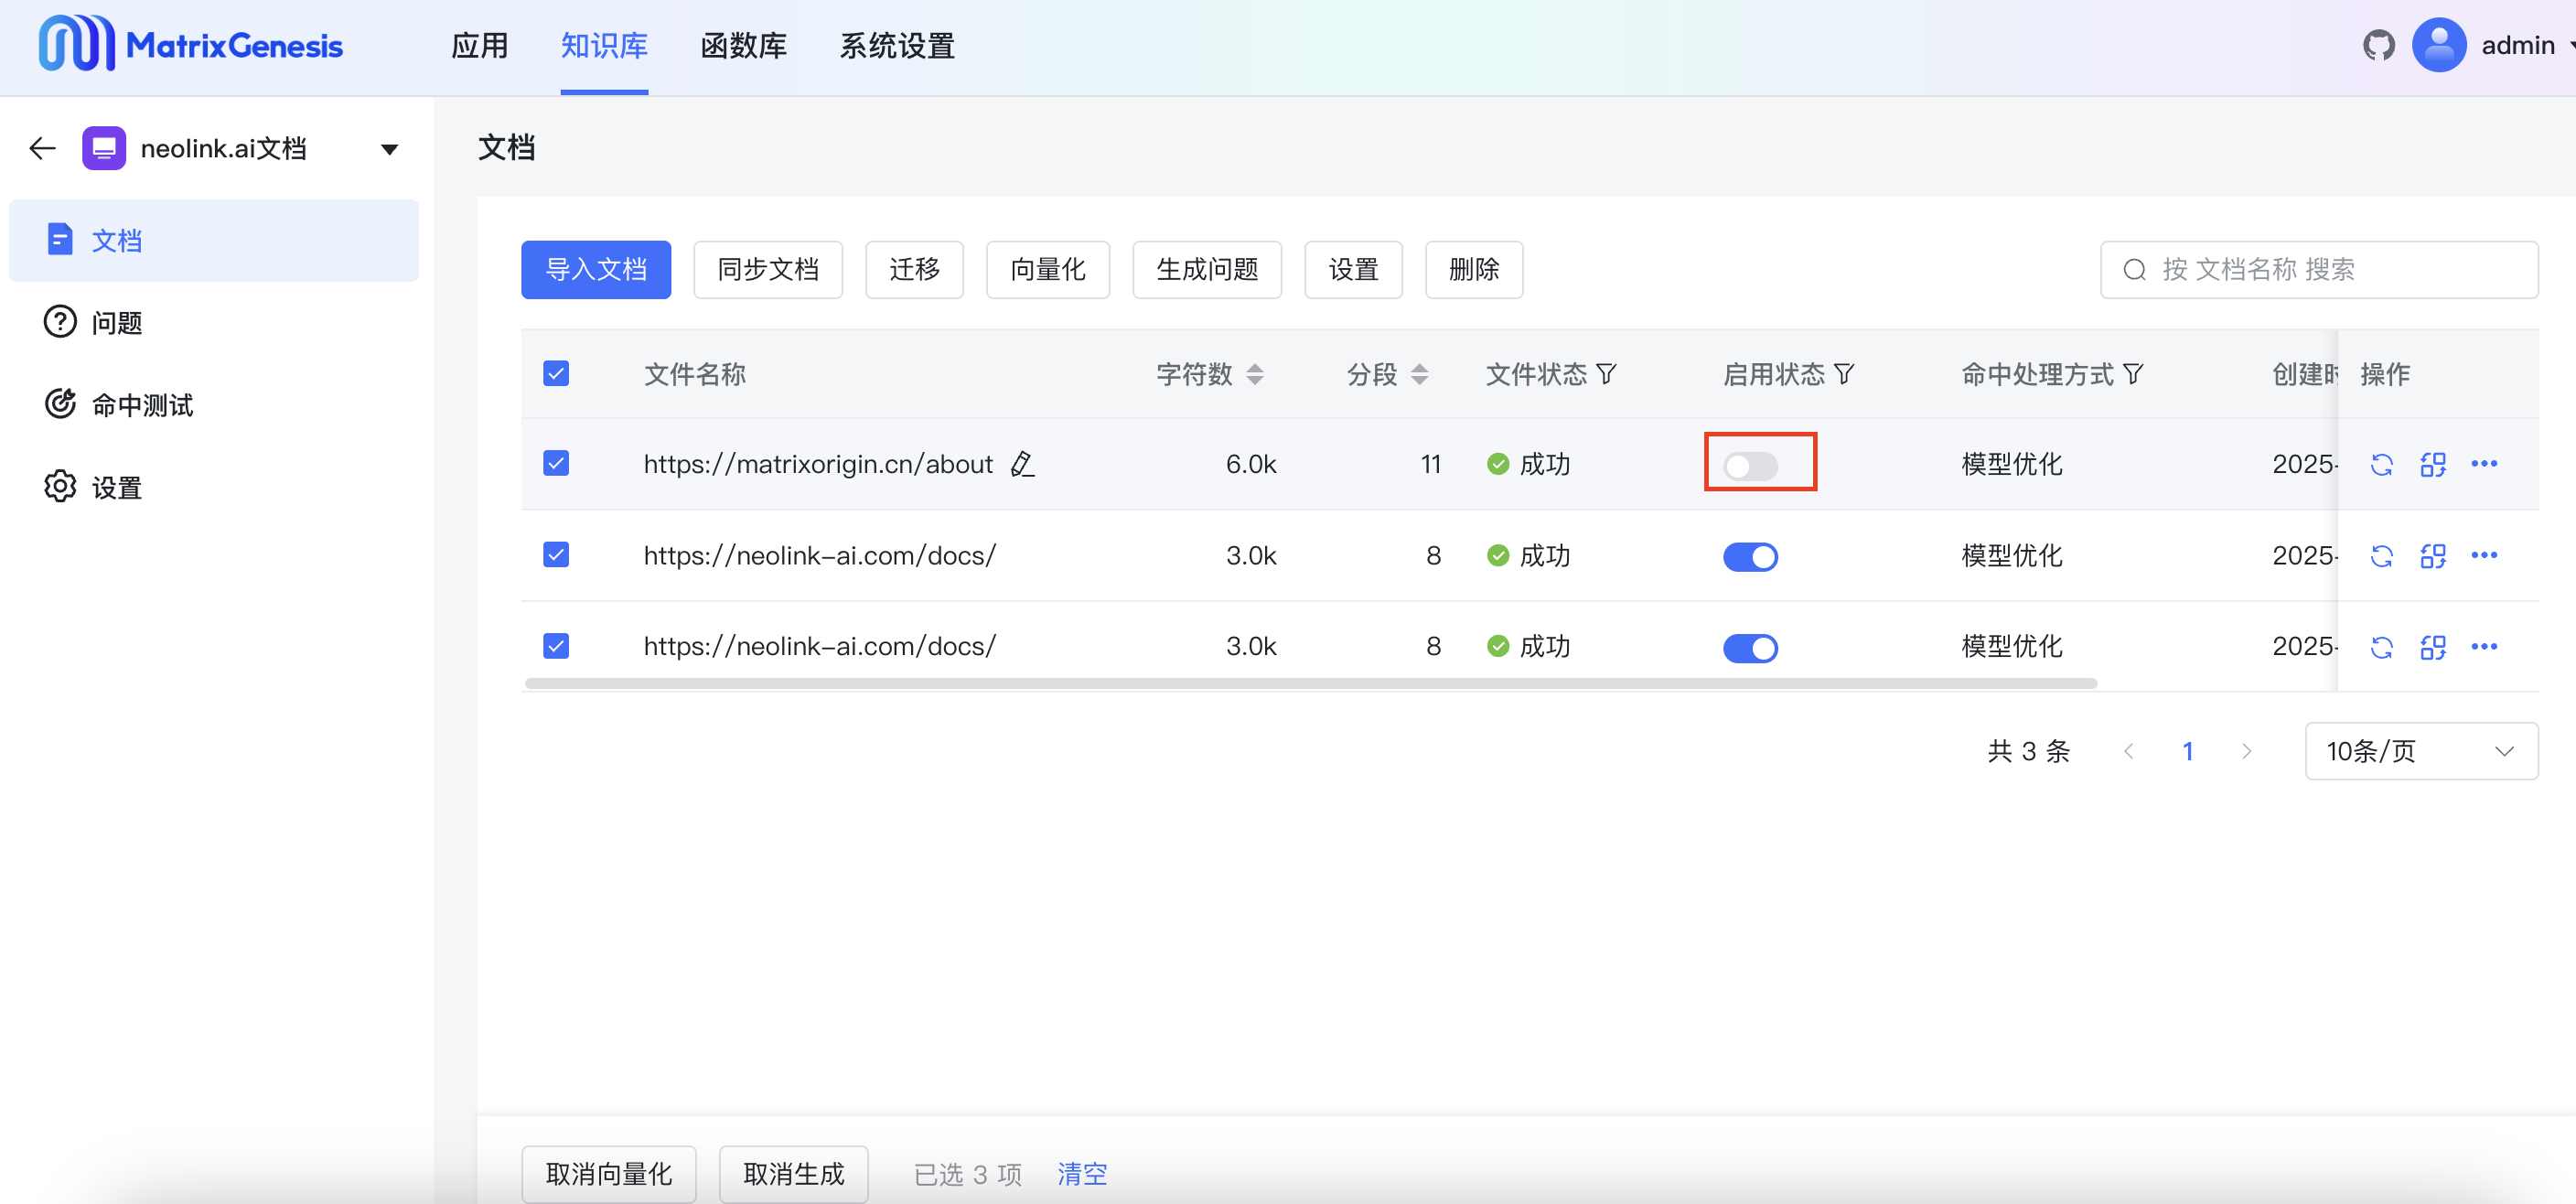 MatrixGenesis 应用 知识库 函数库 系统设置 admin
neolink.ai文档
文档
问题
命中测试
设置
文档
导入文档 同步文档 迁移 向量化 生成问题 设置 删除 按 文档名称 搜索
文件名称 字符数 分段 文件状态 启用状态 命中处理方式 创建时 操作
https://matrixorigin.cn/about 6.0k 11 成功 模型优化 2025-
https://neolink-ai.com/docs/ 3.0k 8 成功 模型优化 2025-
https://neolink-ai.com/docs/ 3.0k 8 成功 模型优化 2025-
共 3 条 1 10条/页
取消向量化 取消生成 已选 3 项 清空